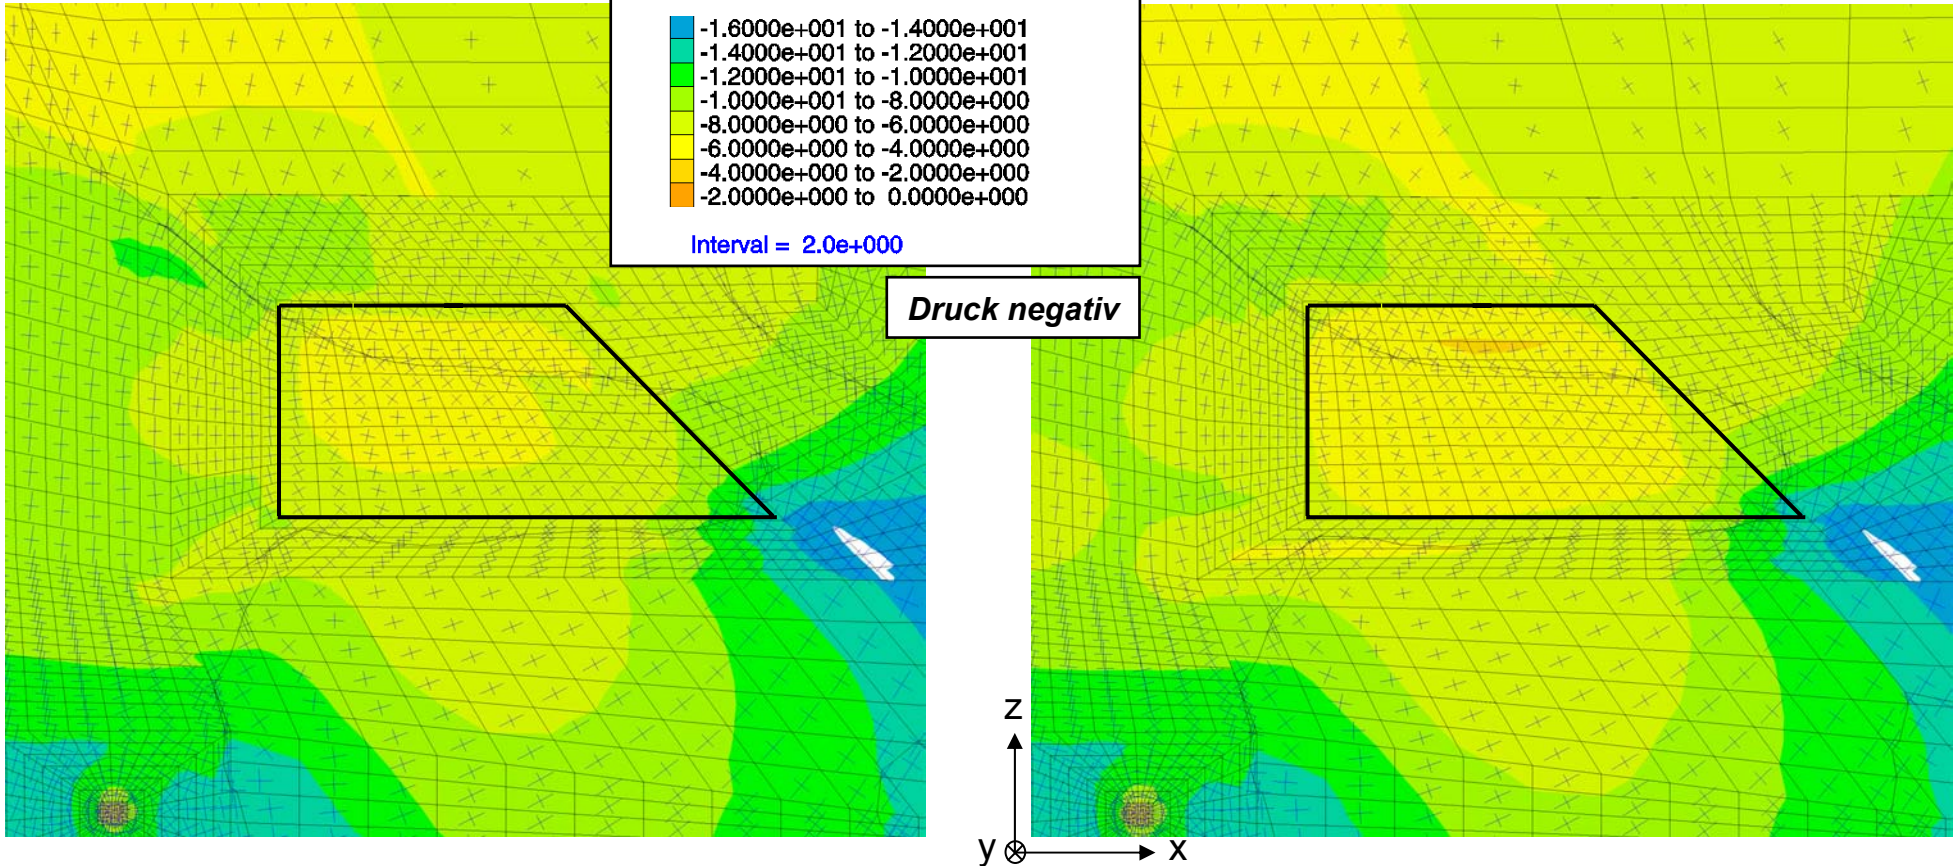 -1.6000e+001 to -1.4000e+001
-1.4000e+001 to -1.2000e+001
-1.2000e+001 to -1.0000e+001
-1.0000e+001 to -8.0000e+000
-8.0000e+000 to -6.0000e+000
-6.0000e+000 to -4.0000e+000
-4.0000e+000 to -2.0000e+000
-2.0000e+000 to 0.0000e+000
Interval = 2.0e+000
Druck negativ
z
y
x